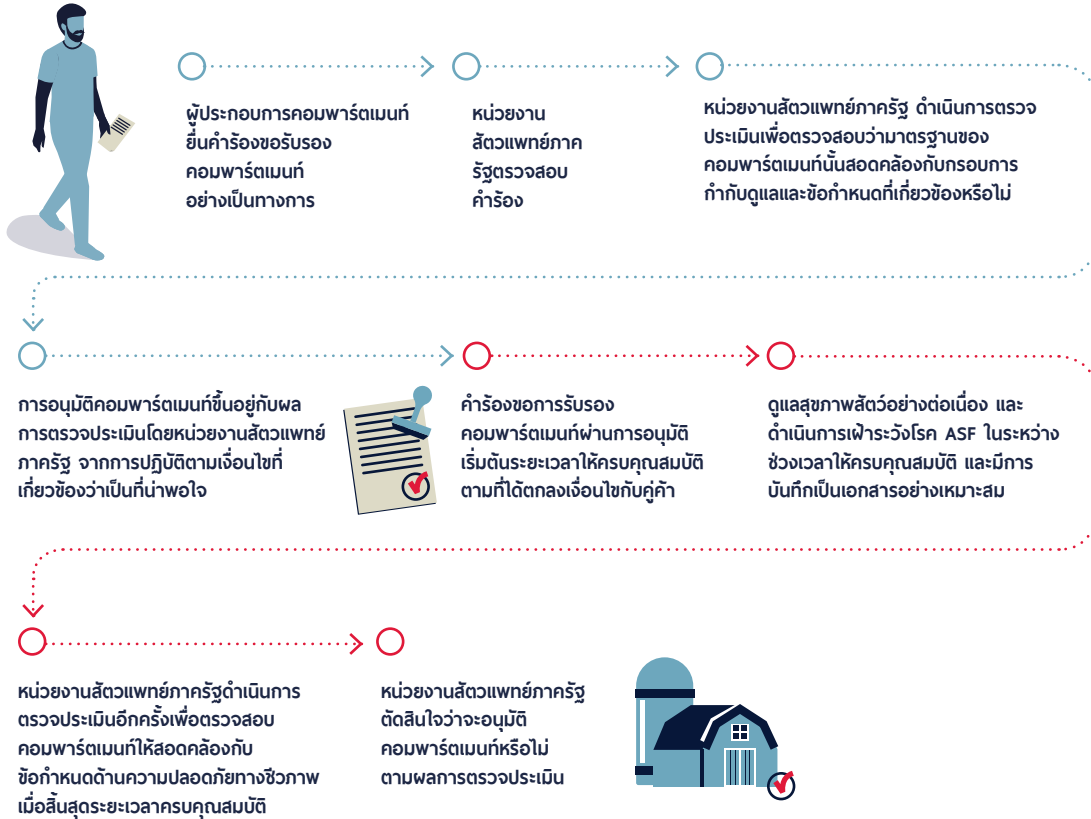 ผู้ประกอบการคอมพาร์ตเมนท์
ยื่นคำร้องขอรับรอง
คอมพาร์ตเมนท์
อย่างเป็นทางการ
หน่วยงาน
สัตวแพทย์ภาค
รัฐตรวจสอบ
คำร้อง
หน่วยงานสัตวแพทย์ภาครัฐ ดำเนินการตรวจ
ประเมินเพื่อตรวจสอบว่ามาตรฐานของ
คอมพาร์ตเมนท์นั้นสอดคล้องกับกรอบการ
กำกับดูแลและข้อกำหนดที่เกี่ยวข้องหรือไม่
การอนุมัติคอมพาร์ตเมนท์ขึ้นอยู่กับผล
การตรวจประเมินโดยหน่วยงานสัตวแพทย์
ภาครัฐ จากการปฏิบัติตามเงื่อนไขที่
เกี่ยวข้องว่าเป็นที่น่าพอใจ
คำร้องขอการรับรอง
คอมพาร์ตเมนท์ผ่านการอนุมัติ
เริ่มต้นระยะเวลาให้ครบคุณสมบัติ
ตามที่ได้ตกลงเงื่อนไขกับคู่ค้า
ดูแลสุขภาพสัตว์อย่างต่อเนื่อง และ
ดำเนินการเฝ้าระวังโรค ASF ในระหว่าง
ช่วงเวลาให้ครบคุณสมบัติ และมีการ
บันทึกเป็นเอกสารอย่างเหมาะสม
หน่วยงานสัตวแพทย์ภาครัฐดำเนินการ
ตรวจประเมินอีกครั้งเพื่อตรวจสอบ
คอมพาร์ตเมนท์ให้สอดคล้องกับ
ข้อกำหนดด้านความปลอดภัยทางชีวภาพ
เมื่อสิ้นสุดระยะเวลาครบคุณสมบัติ
หน่วยงานสัตวแพทย์ภาครัฐ
ตัดสินใจว่าจะอนุมัติ
คอมพาร์ตเมนท์หรือไม่
ตามผลการตรวจประเมิน